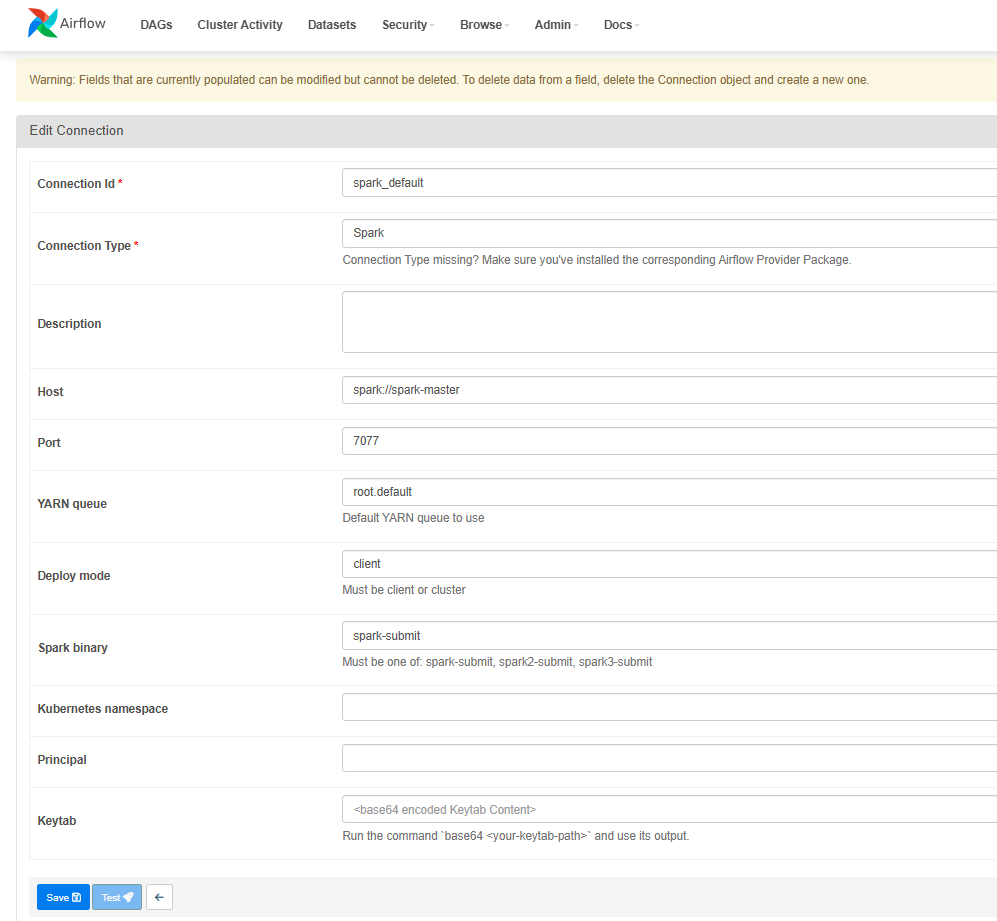 Airflow DAGs Cluster Activity Datasets Security Browse Admin Docs
Warning: Fields that are currently populated can be modified but cannot be deleted. To delete data from a field, delete the Connection object and create a new one.
Edit Connection
Connection Id * spark_default
Connection Type * Spark
Connection Type missing? Make sure you've installed the corresponding Airflow Provider Package.
Description
Host spark://spark-master
Port 7077
YARN queue root.default
Default YARN queue to use
Deploy mode client
Must be client or cluster
Spark binary spark-submit
Must be one of: spark-submit, spark2-submit, spark3-submit
Kubernetes namespace
Principal
Keytab <base64 encoded Keytab Content>
Run the command `base64 <your-keytab-path>` and use its output.
Save Test